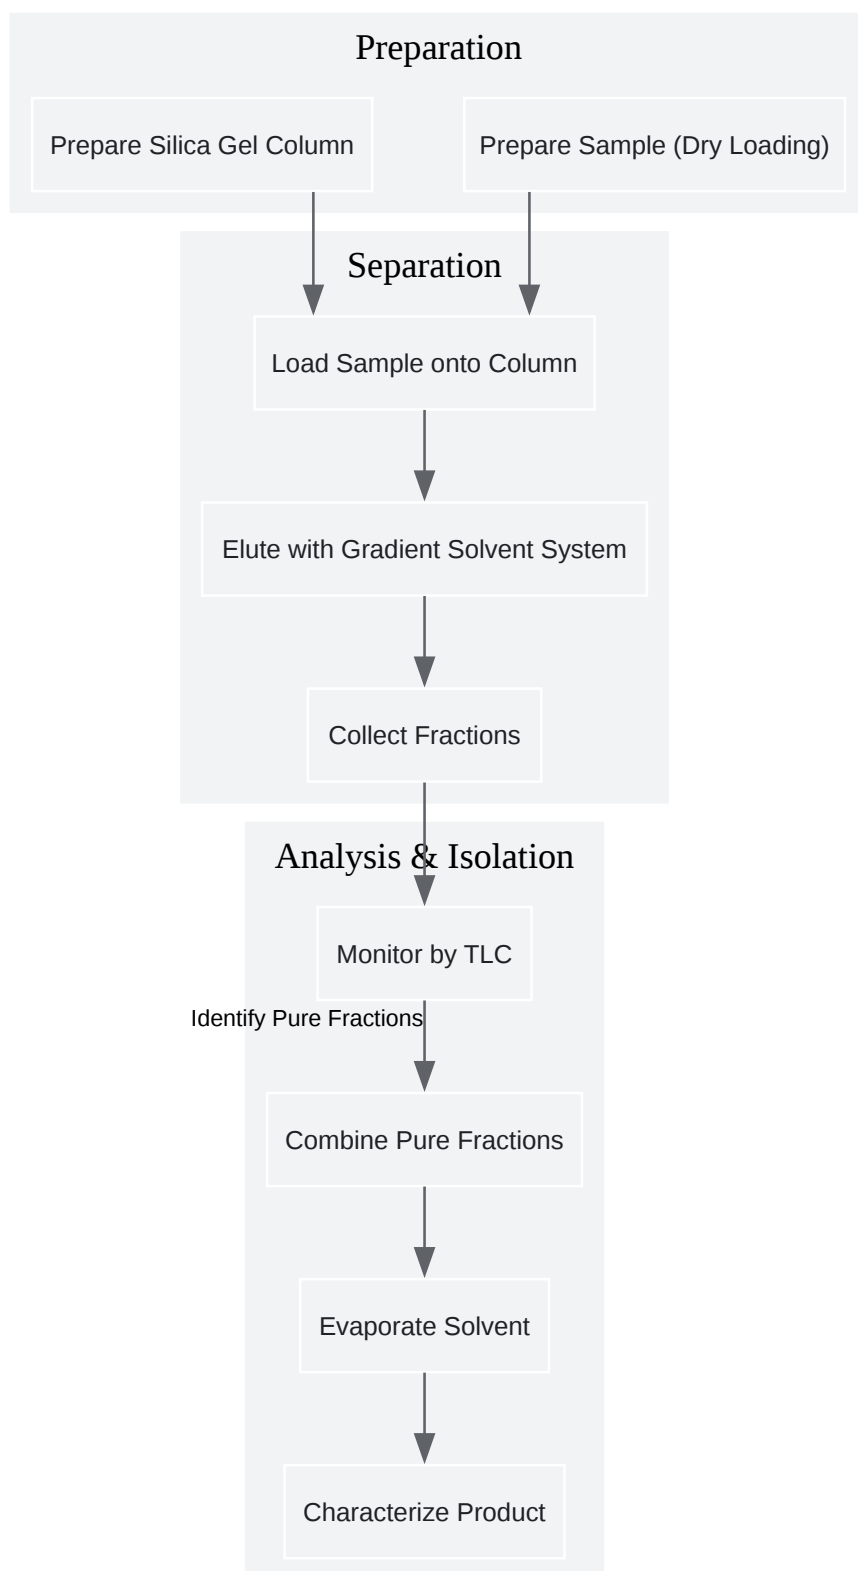 Preparation
Prepare Silica Gel Column
Prepare Sample (Dry Loading)
Separation
Load Sample onto Column
Elute with Gradient Solvent System
Collect Fractions
Analysis & Isolation
Monitor by TLC
Identify Pure Fractions
Combine Pure Fractions
Evaporate Solvent
Characterize Product